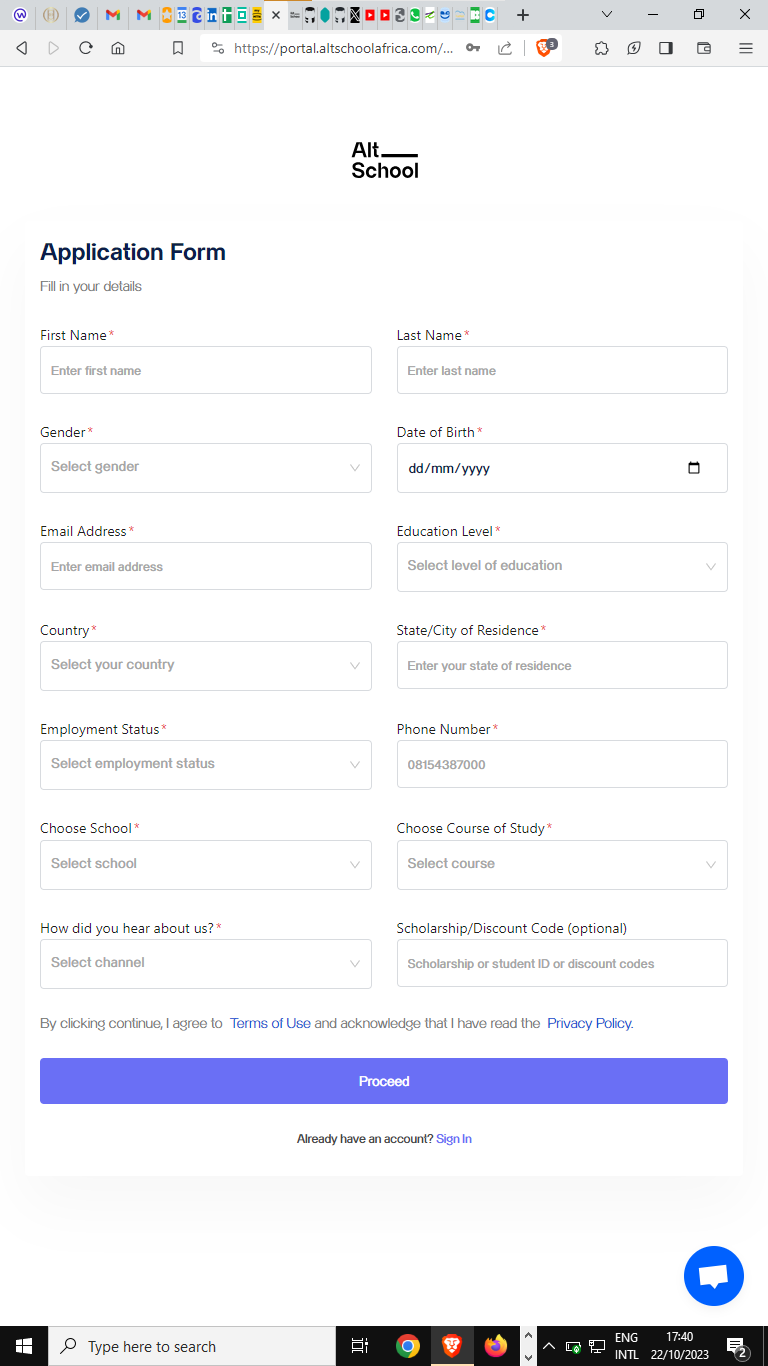 https://portal.altschoolafrica.com/...
3
Alt
School
Application Form
Fill in your details
First Name*
Last Name*
Enter first name
Enter last name
Gender*
Date of Birth*
Select gender
dd/mm/yyyy
Email Address*
Education Level*
Enter email address
Select level of education
Country*
State/City of Residence*
Select your country
Enter your state of residence
Employment Status*
Phone Number*
Select employment status
08154387000
Choose School*
Choose Course of Study*
Select school
Select course
How did you hear about us?*
Scholarship/Discount Code (optional)
Select channel
Scholarship or student ID or discount codes
By clicking continue, I agree to Terms of Use and acknowledge that I have read the Privacy Policy.
Proceed
Already have an account? Sign In
Type here to search
ENG
INTL
17:40
22/10/2023
2